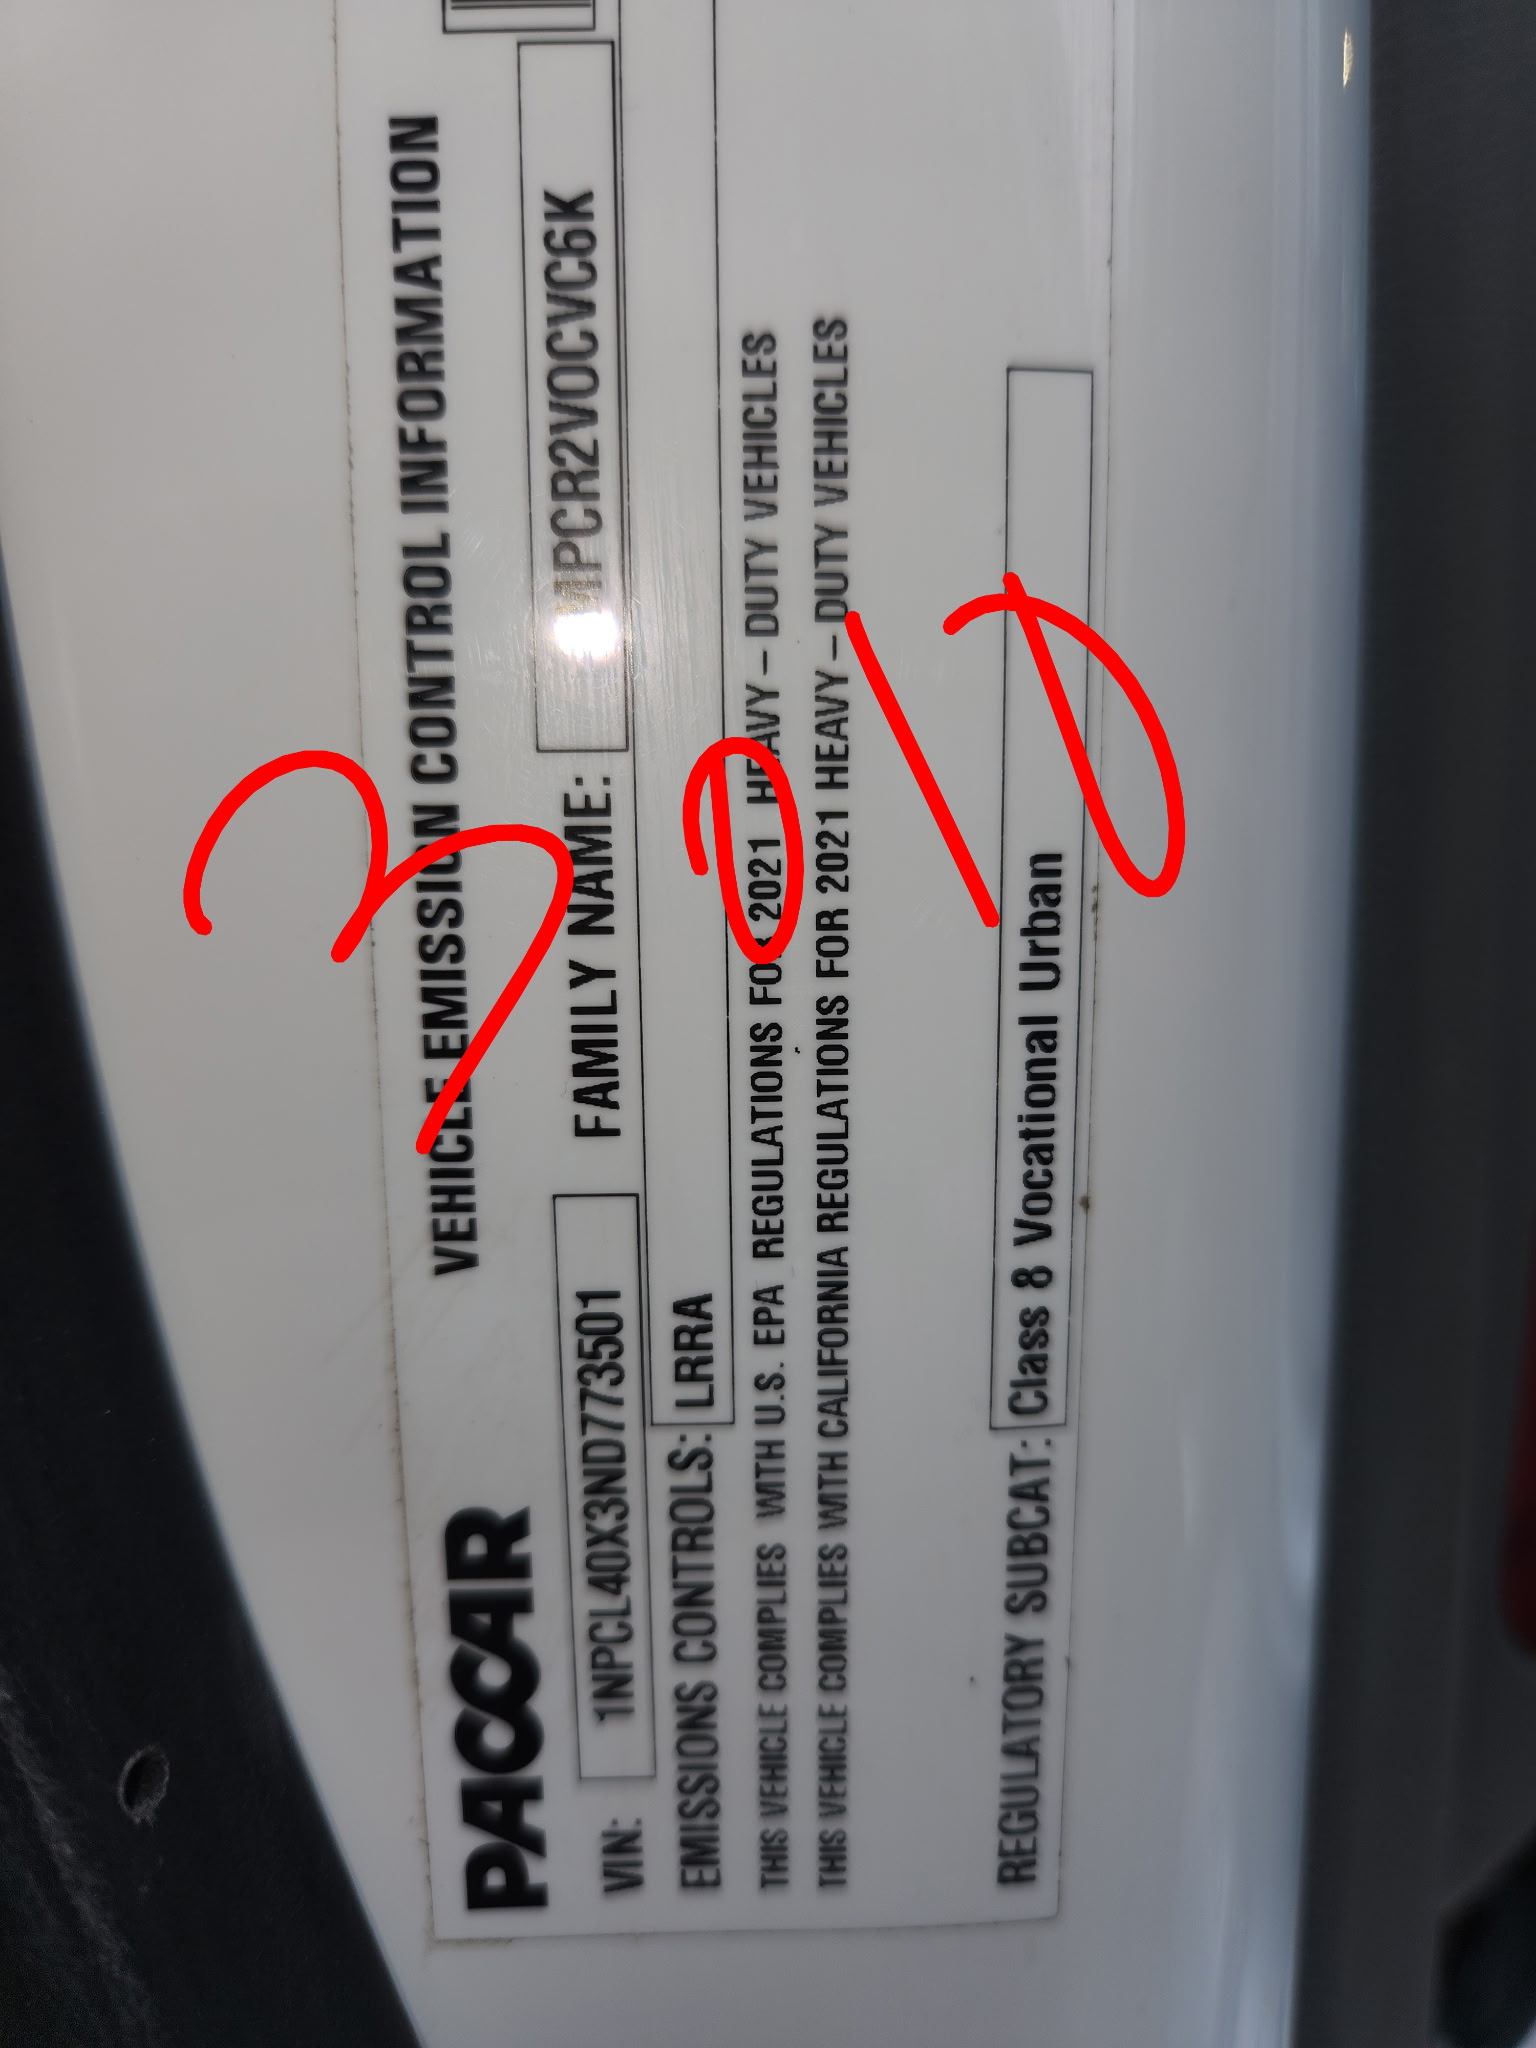 VEHICLE EMISSION CONTROL INFORMATION
PACCAR
VIN: 1NPCL40X3ND773501 FAMILY NAME: MPCR2VOCVC6K
EMISSIONS CONTROLS: LRRA
THIS VEHICLE COMPLIES WITH U.S. EPA REGULATIONS FOR 2021 HEAVY-DUTY VEHICLES
THIS VEHICLE COMPLIES WITH CALIFORNIA REGULATIONS FOR 2021 HEAVY-DUTY VEHICLES
REGULATORY SUBCAT: Class 8 Vocational Urban
3010